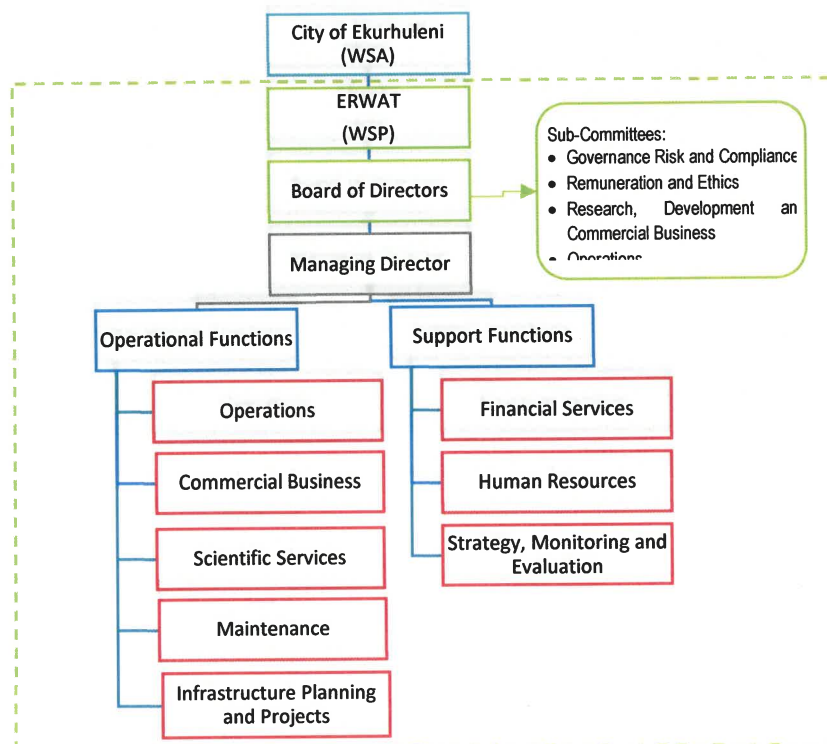 City of Ekurhuleni
(WSA)
ERWAT
(WSP)
Board of Directors
Sub-Committees:
• Governance Risk and Compliance
• Remuneration and Ethics
• Research, Development an
Commercial Business
• Operations
Managing Director
Operational Functions
Operations
Commercial Business
Scientific Services
Maintenance
Infrastructure Planning
and Projects
Support Functions
Financial Services
Human Resources
Strategy, Monitoring and
Evaluation